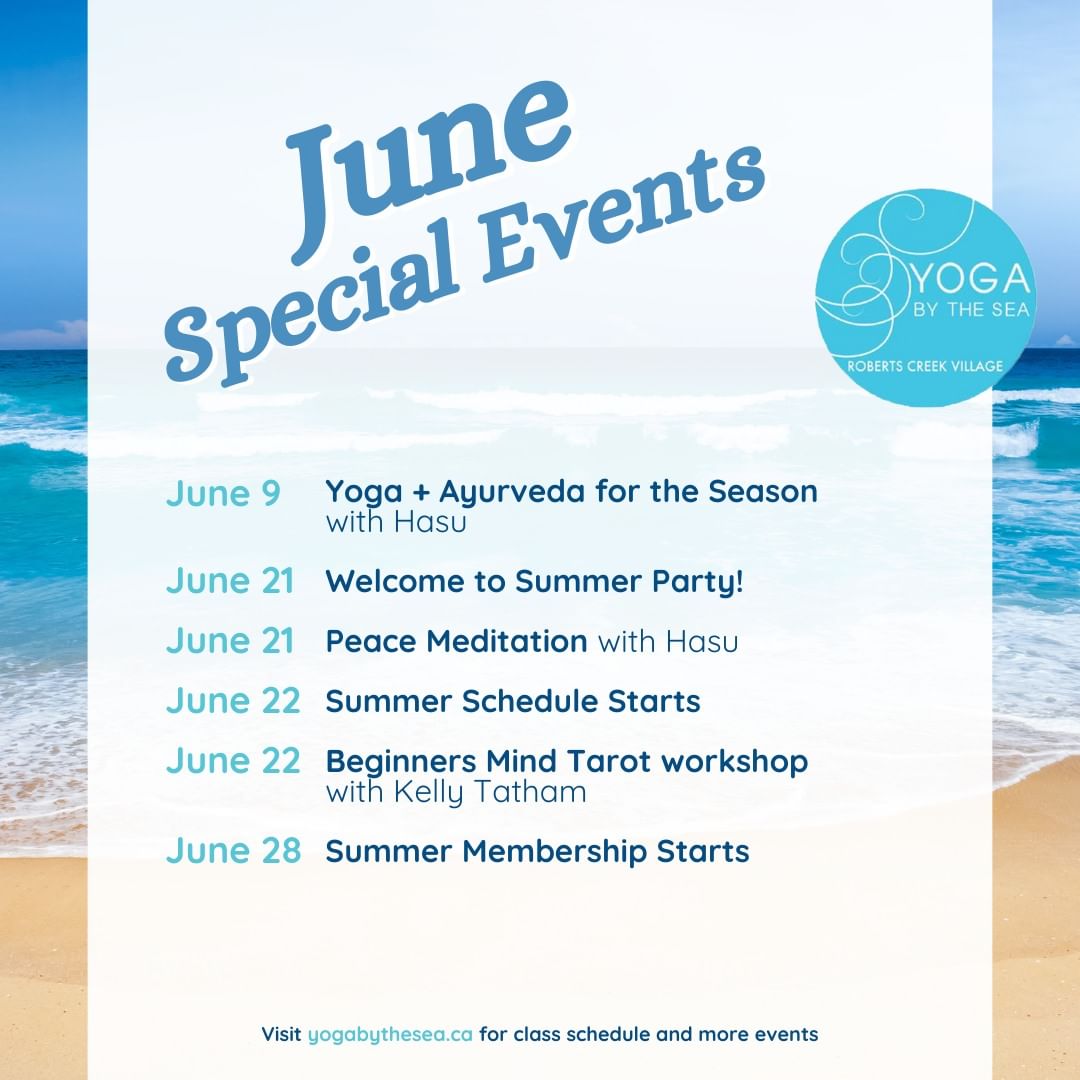 June
Special Events
YOGA
BY THE SEA
ROBERTS CREEK VILLAGE
June 9 Yoga + Ayurveda for the Season
with Hasu
June 21 Welcome to Summer Party!
June 21 Peace Meditation with Hasu
June 22 Summer Schedule Starts
June 22 Beginners Mind Tarot workshop
with Kelly Tatham
June 28 Summer Membership Starts
Visit yogabythesea.ca for class schedule and more events